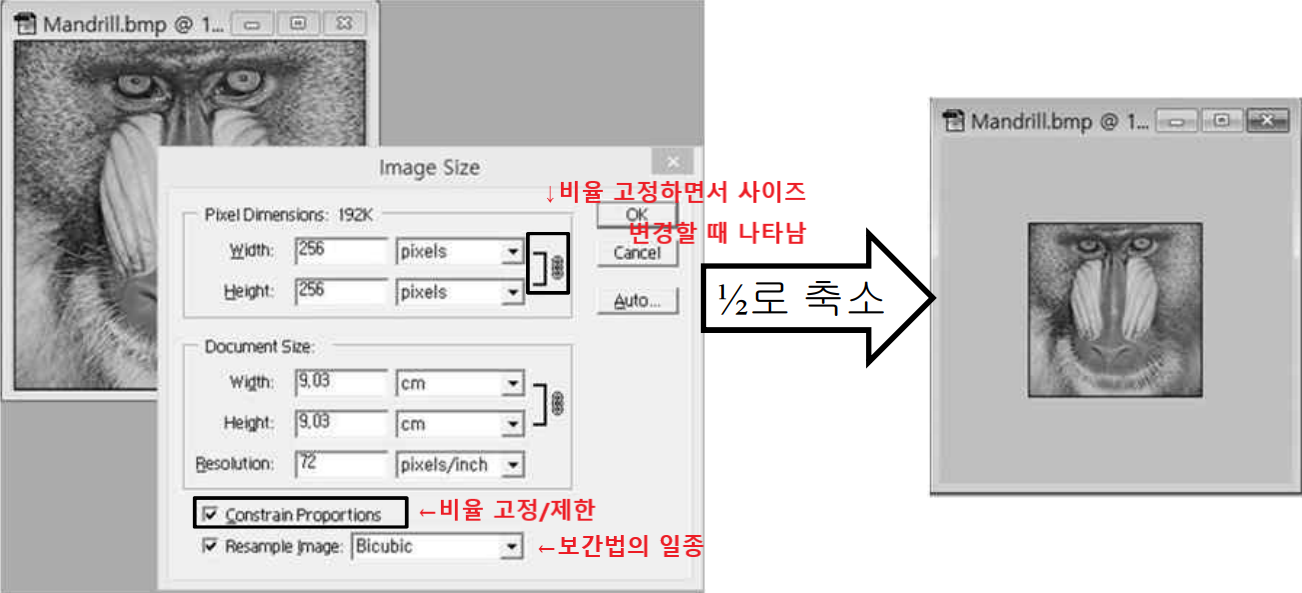 Mandrill.bmp @ 1...
Image Size
↓비율 고정하면서 사이즈
변경할 때 나타남
Pixel Dimensions: 192K
Width: 256 pixels
Height: 256 pixels
OK
Cancel
Auto...
Document Size:
Width: 9,03 cm
Height: 9,03 cm
Resolution: 72 pixels/inch
Constrain Proportions ←비율 고정/제한
Resample Image: Bicubic ←보간법의 일종
½로 축소
Mandrill.bmp @ 1...